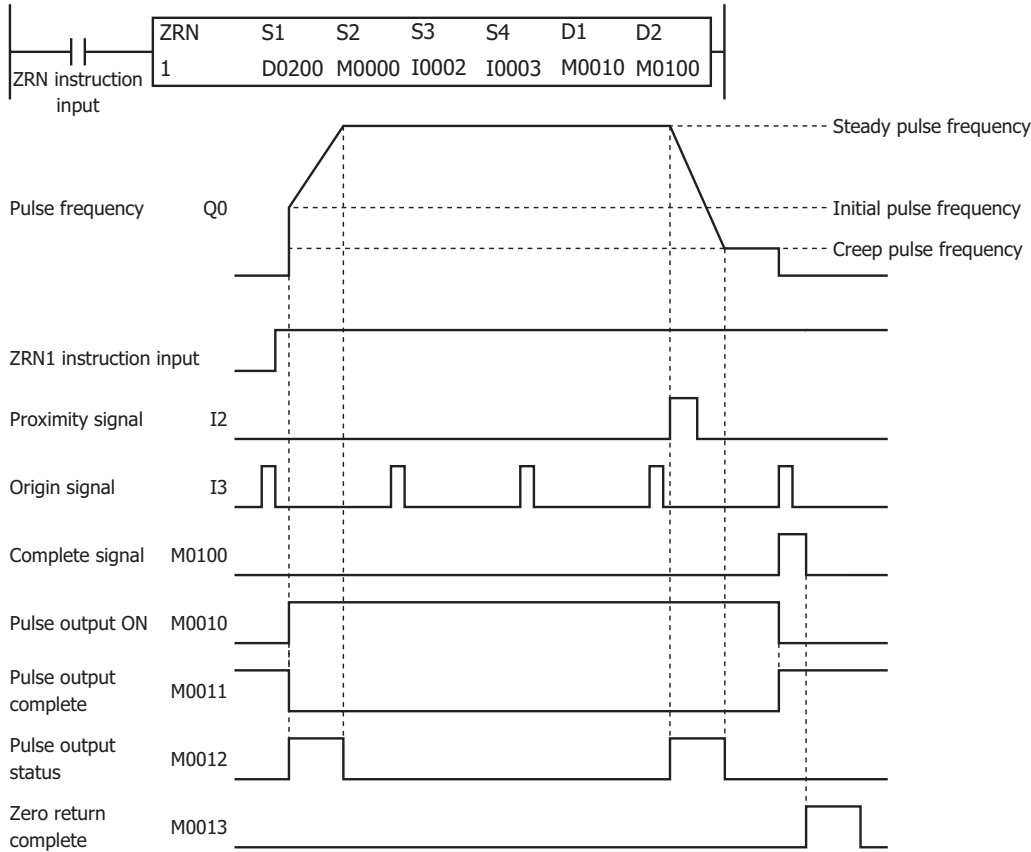 ZRN S1 S2 S3 S4 D1 D2
1 D0200 M0000 I0002 I0003 M0010 M0100
ZRN instruction
input
Steady pulse frequency
Pulse frequency Q0
Initial pulse frequency
Creep pulse frequency
ZRN1 instruction input
Proximity signal I2
Origin signal I3
Complete signal M0100
Pulse output ON M0010
Pulse output
complete M0011
Pulse output
status M0012
Zero return
complete M0013